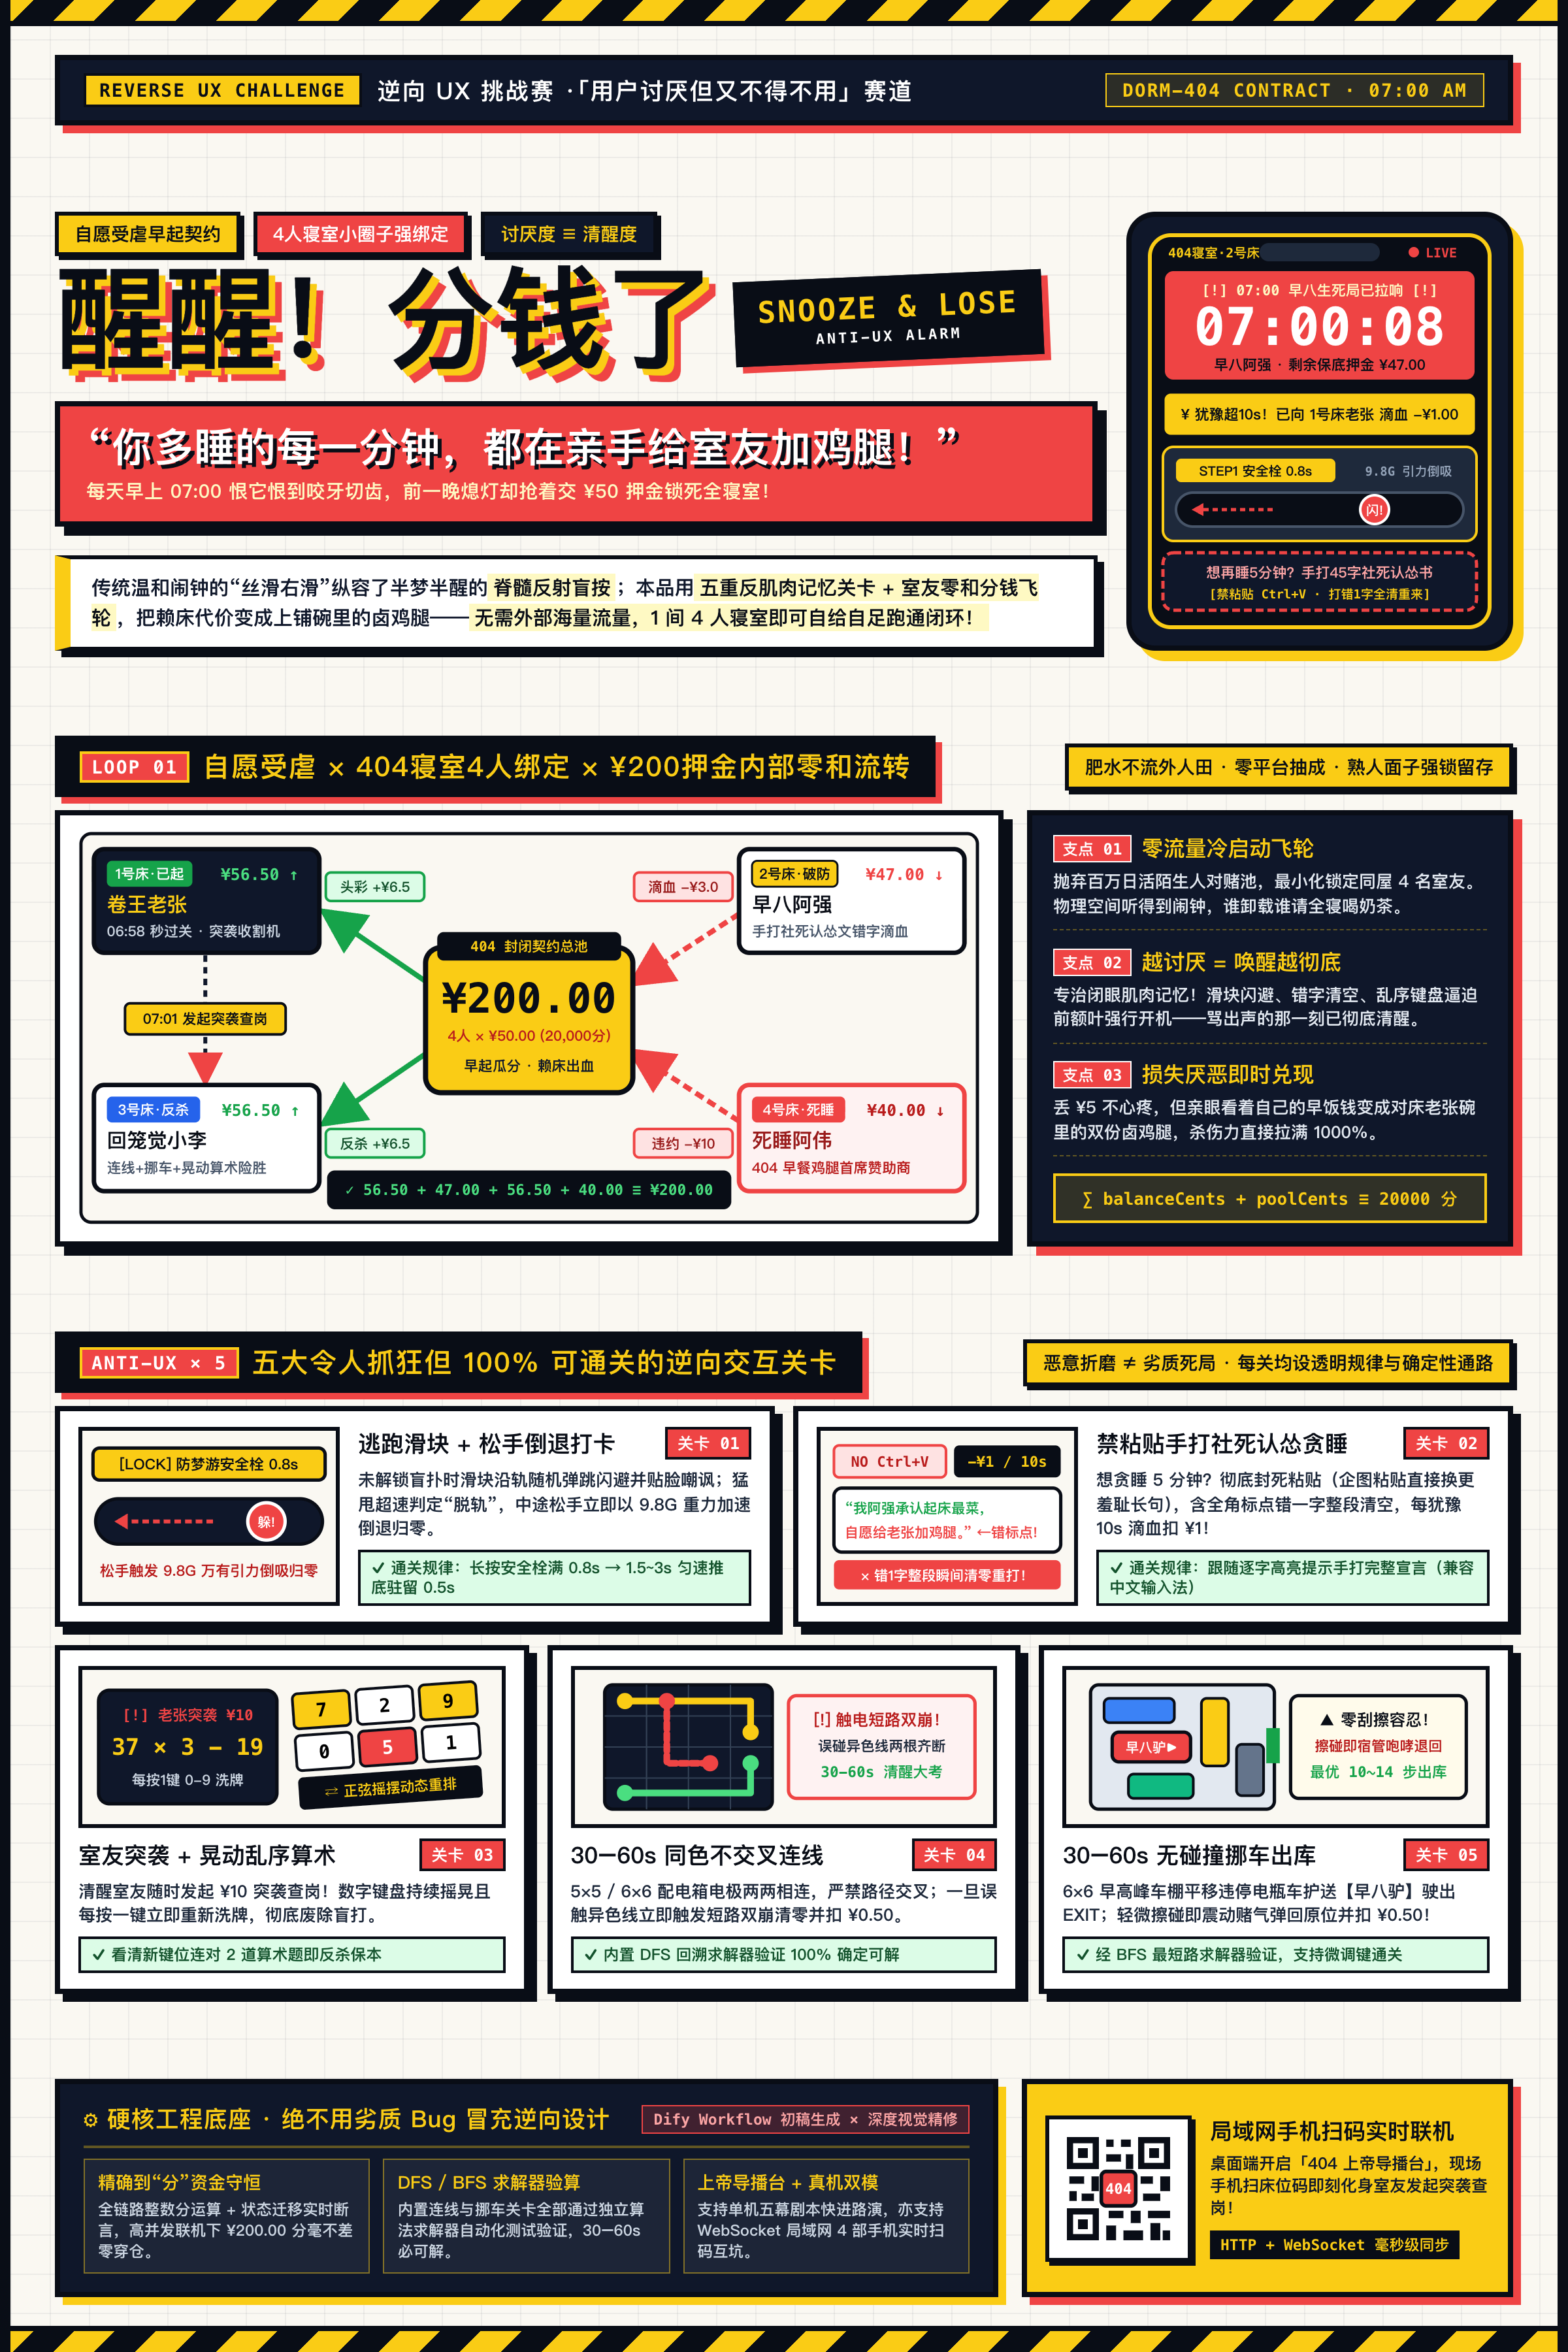 REVERSE UX CHALLENGE
逆向 UX 挑战赛 ·「用户讨厌但又不得不用」赛道
DORM-404 CONTRACT · 07:00 AM
自愿受虐早起契约
4人寝室小圈子强绑定
讨厌度 ≡ 清醒度
醒醒！分钱了
SNOOZE & LOSE
ANTI-UX ALARM
“你多睡的每一分钟，都在亲手给室友加鸡腿！”
每天早上 07:00 恨它恨到咬牙切齿，前一晚熄灯却抢着交 ¥50 押金锁死全寝室！
传统温和闹钟的“丝滑右滑”纵容了半梦半醒的 脊髓反射盲按；本品用 五重反肌肉记忆关卡 + 室友零和分钱飞
轮，把赖床代价变成上铺碗里的卤鸡腿——无需外部海量流量，1 间 4 人寝室即可自给自足跑通闭环！
404寝室·2号床
LIVE
[!] 07:00 早八生死局已拉响 [!]
07:00:08
早八阿强 · 剩余保底押金 ¥47.00
¥ 犹豫超10s！已向 1号床老张 滴血 -¥1.00
STEP1 安全栓 0.8s
9.8G 引力倒吸
闪!
想再睡5分钟？手打45字社死认怂书
[禁粘贴 Ctrl+V · 打错1字全清重来]
LOOP 01
自愿受虐 × 404寝室4人绑定 × ¥200押金内部零和流转
肥水不流外人田 · 零平台抽成 · 熟人面子强锁留存
1号床·已起
¥56.50 ↑
卷王老张
06:58 秒过关 · 突袭收割机
头彩 +¥6.5
滴血 -¥3.0
2号床·破防
¥47.00 ↓
早八阿强
手打社死认怂文错字滴血
404 封闭契约总池
¥200.00
4人 × ¥50.00 (20,000分)
早起瓜分 · 赖床出血
07:01 发起突袭查岗
3号床·反杀
¥56.50 ↑
回笼觉小李
连线+挪车+晃动算术险胜
反杀 +¥6.5
违约 -¥10
4号床·死睡
¥40.00 ↓
死睡阿伟
404 早餐鸡腿首席赞助商
✓ 56.50 + 47.00 + 56.50 + 40.00 ≡ ¥200.00
支点 01
零流量冷启动飞轮
抛弃百万日活陌生人对赌池，最小化锁定同屋 4 名室友。
物理空间听得到闹钟，谁卸载谁请全寝喝奶茶。
支点 02
越讨厌 = 唤醒越彻底
专治闭眼肌肉记忆！滑块闪避、错字清空、乱序键盘逼迫
前额叶强行开机——骂出声的那一刻已彻底清醒。
支点 03
损失厌恶即时兑现
丢 ¥5 不心疼，但亲眼看着自己的早饭钱变成对床老张碗
里的双份卤鸡腿，杀伤力直接拉满 1000%。
∑ balanceCents + poolCents ≡ 20000 分
ANTI-UX × 5
五大令人抓狂但 100% 可通关的逆向交互关卡
恶意折磨 ≠ 劣质死局 · 每关均设透明规律与确定性通路
[LOCK] 防梦游安全栓 0.8s
躲!
松手触发 9.8G 万有引力倒吸归零
逃跑滑块 + 松手倒退打卡
关卡 01
未解锁盲扑时滑块沿轨随机弹跳闪避并贴脸嘲讽；猛
甩超速判定“脱轨”，中途松手立即以 9.8G 重力加速
倒退归零。
✓ 通关规律：长按安全栓满 0.8s → 1.5~3s 匀速推
底驻留 0.5s
NO Ctrl+V
-¥1 / 10s
“我阿强承认起床最菜，
自愿给老张加鸡腿。” ←错标点!
× 错1字整段瞬间清零重打！
禁粘贴手打社死认怂贪睡
关卡 02
想贪睡 5 分钟？彻底封死粘贴（企图粘贴直接换更
羞耻长句），含全角标点错一字整段清空，每犹豫
10s 滴血扣 ¥1！
✓ 通关规律：跟随逐字高亮提示手打完整宣言（兼容
中文输入法）
[!] 老张突袭 ¥10
37 × 3 - 19
每按1键 0-9 洗牌
7
2
9
0
5
1
⇄ 正弦摇摆动态重排
室友突袭 + 晃动乱序算术
关卡 03
清醒室友随时发起 ¥10 突袭查岗！数字键盘持续摇晃且
每按一键立即重新洗牌，彻底废除盲打。
✓ 看清新键位连对 2 道算术题即反杀保本
[!] 触电短路双崩！
误碰异色线两根齐断
30-60s 清醒大考
30—60s 同色不交叉连线
关卡 04
5×5 / 6×6 配电箱电极两两相连，严禁路径交叉；一旦误
触异色线立即触发短路双崩清零并扣 ¥0.50。
✓ 内置 DFS 回溯求解器验证 100% 确定可解
早八驴▶
▲ 零刮擦容忍！
擦碰即宿管咆哮退回
最优 10~14 步出库
30—60s 无碰撞挪车出库
关卡 05
6×6 早高峰车棚平移违停电瓶车护送【早八驴】驶出
EXIT；轻微擦碰即震动赌气弹回原位并扣 ¥0.50！
✓ 经 BFS 最短路求解器验证，支持微调键通关
⚙ 硬核工程底座 · 绝不用劣质 Bug 冒充逆向设计
Dify Workflow 初稿生成 × 深度视觉精修
精确到“分”资金守恒
全链路整数分运算 + 状态迁移实时断
言，高并发联机下 ¥200.00 分毫不差
零穿仓。
DFS / BFS 求解器验算
内置连线与挪车关卡全部通过独立算
法求解器自动化测试验证，30—60s
必可解。
上帝导播台 + 真机双模
支持单机五幕剧本快进路演，亦支持
WebSocket 局域网 4 部手机实时扫
码互坑。
404
局域网手机扫码实时联机
桌面端开启「404 上帝导播台」，现场
手机扫床位码即刻化身室友发起突袭查
岗！
HTTP + WebSocket 毫秒级同步